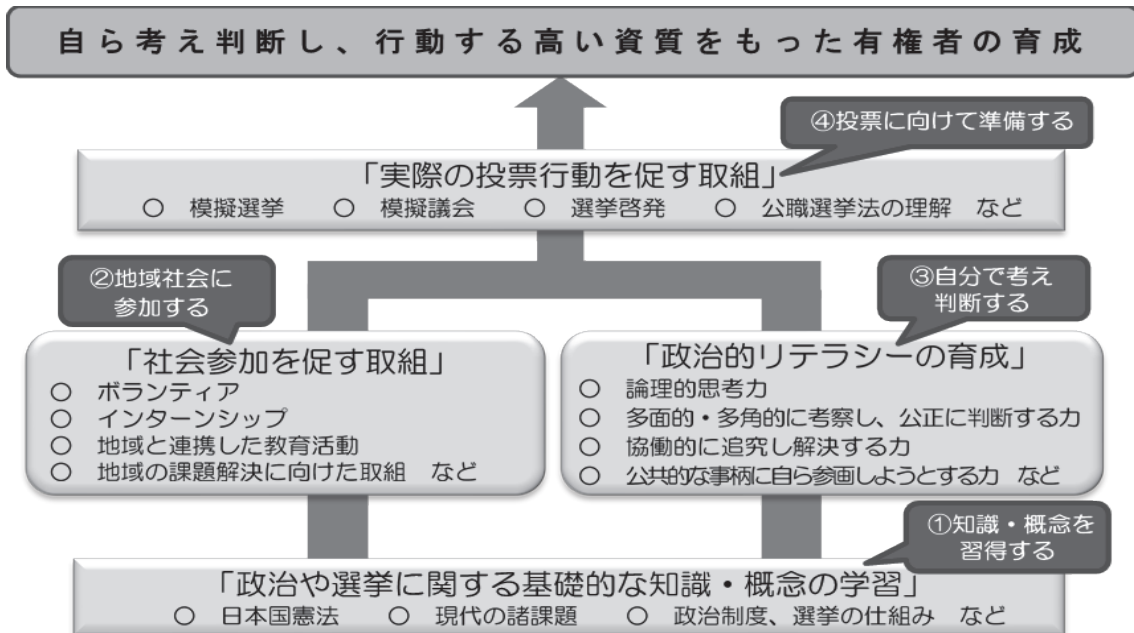 自ら考え判断し、行動する高い資質をもった有権者の育成
④投票に向けて準備する
「実際の投票行動を促す取組」
○ 模擬選挙 ○ 模擬議会 ○ 選挙啓発 ○ 公職選挙法の理解 など
②地域社会に
参加する
③自分で考え
判断する
「社会参加を促す取組」
○ ボランティア
○ インターンシップ
○ 地域と連携した教育活動
○ 地域の課題解決に向けた取組 など
「政治的リテラシーの育成」
○ 論理的思考力
○ 多面的・多角的に考察し、公正に判断する力
○ 協働的に追究し解決する力
○ 公共的な事柄に自ら参画しようとする力 など
①知識・概念を
習得する
「政治や選挙に関する基礎的な知識・概念の学習」
○ 日本国憲法 ○ 現代の諸課題 ○ 政治制度、選挙の仕組み など